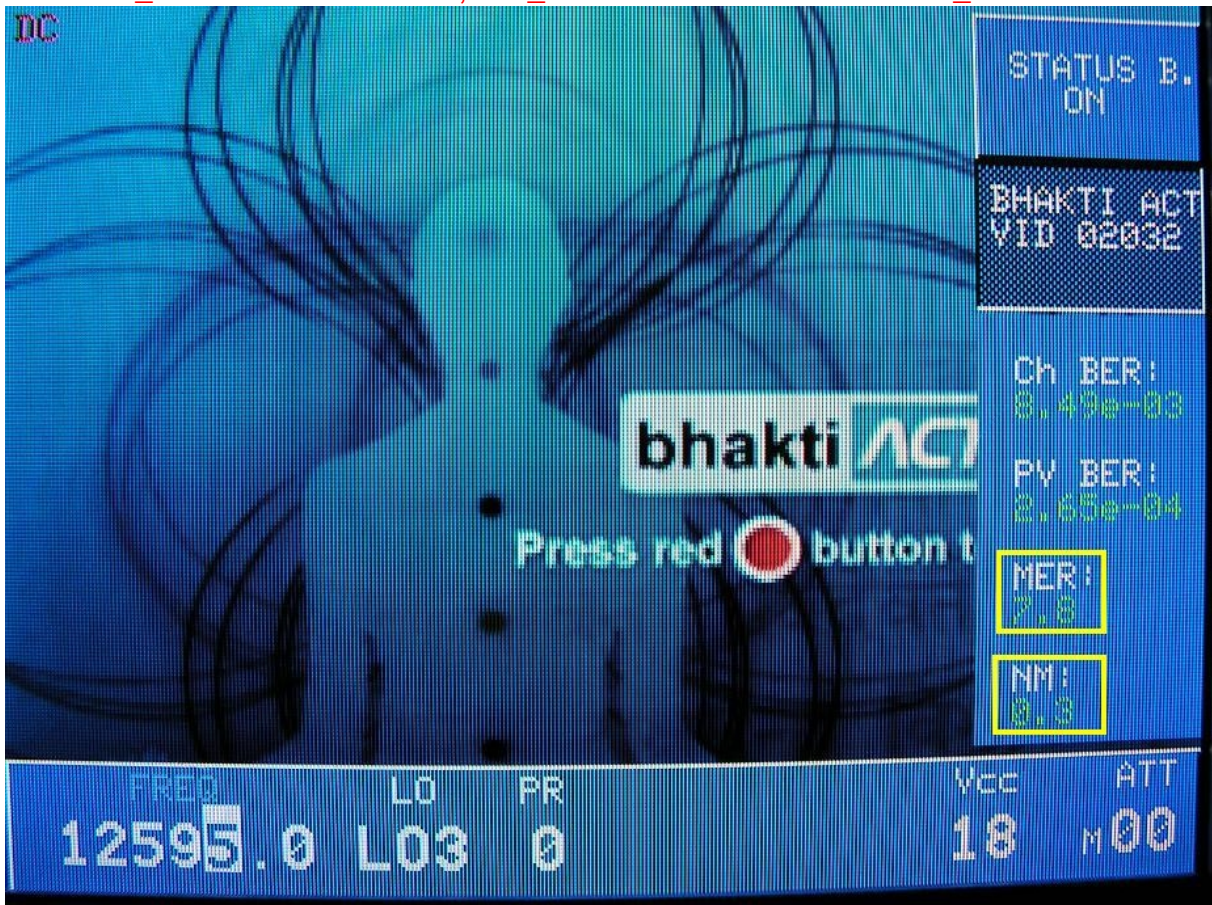 DC
STATUS B.
ON
BHAKTI ACT
VID 02032
Ch BER:
8.49e-03
bhakti ACT
PV BER:
2.65e-04
Press red button t
MER:
7.8
NM:
0.3
FREQ LO PR Vcc ATT
12595.0 LO3 0 18 M00